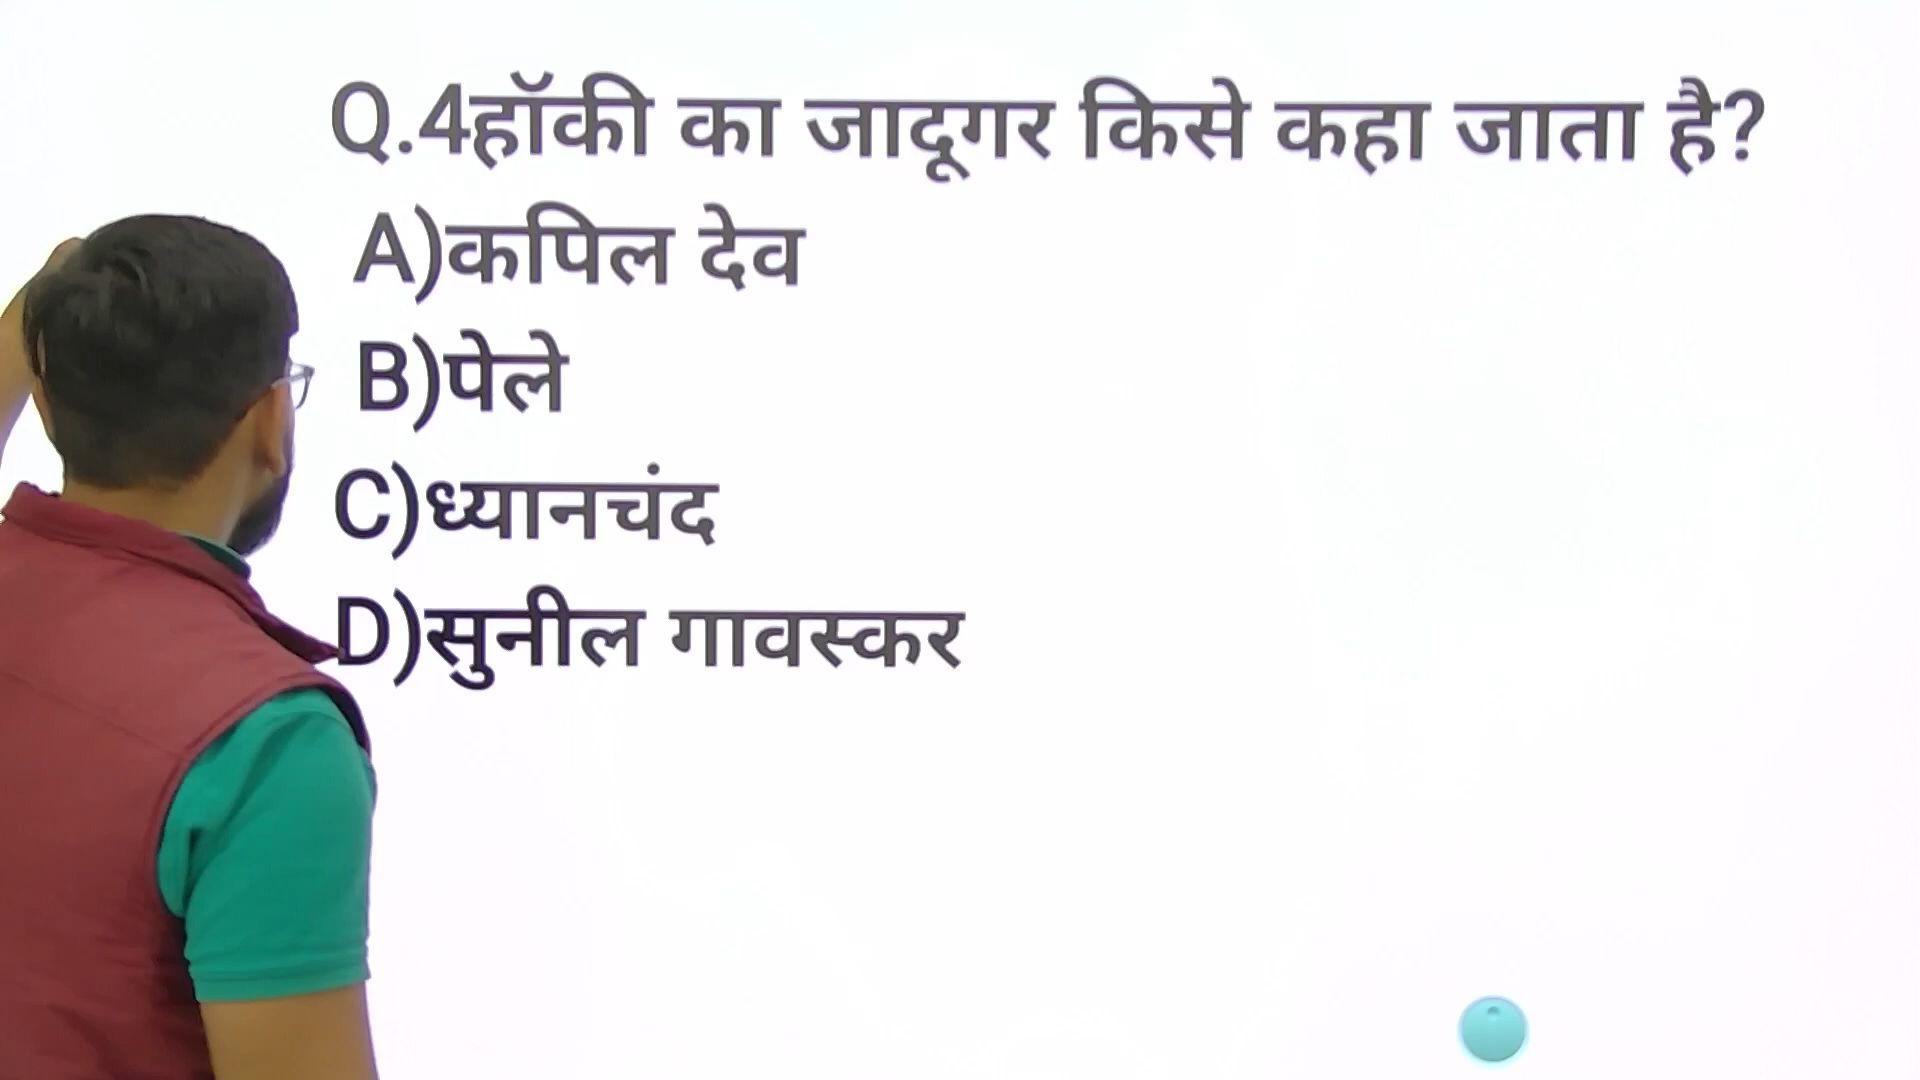 Q.4हॉकी का जादूगर किसे कहा जाता है?
A)कपिल देव
B)पेले
C)ध्यानचंद
D)सुनील गावस्कर